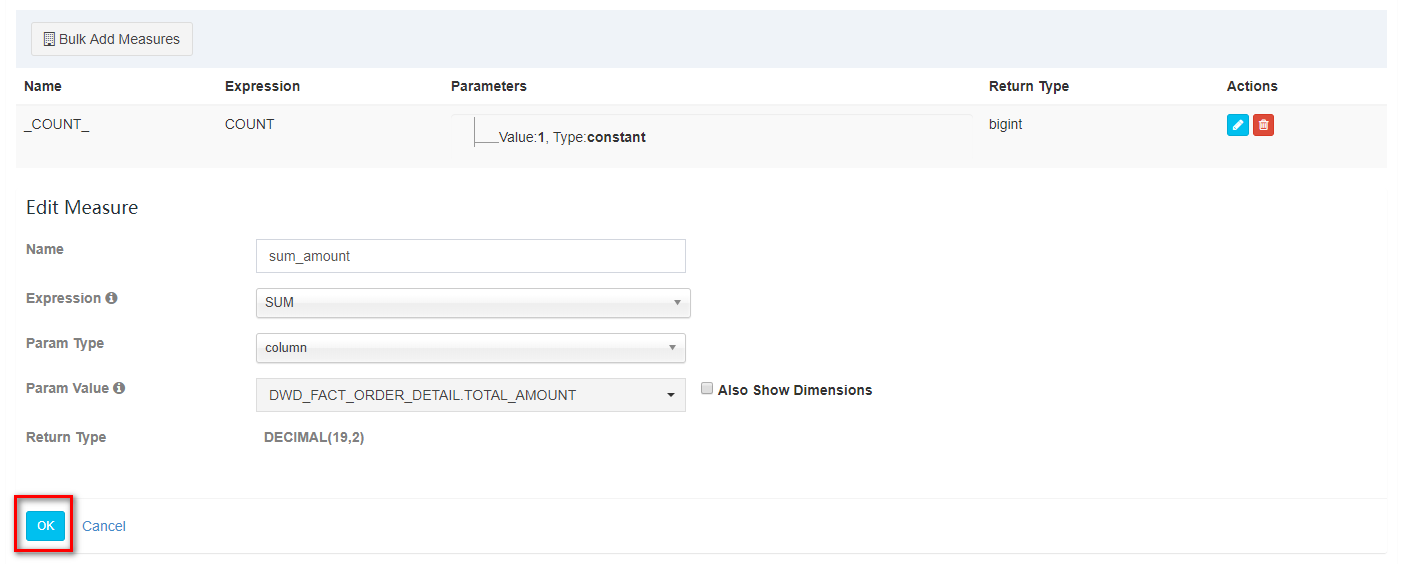 Bulk Add Measures
Name Expression Parameters Return Type Actions
_COUNT_ COUNT Value:1, Type:constant bigint
Edit Measure
Name sum_amount
Expression SUM
Param Type column
Param Value DWD_FACT_ORDER_DETAIL.TOTAL_AMOUNT Also Show Dimensions
Return Type DECIMAL(19,2)
OK Cancel